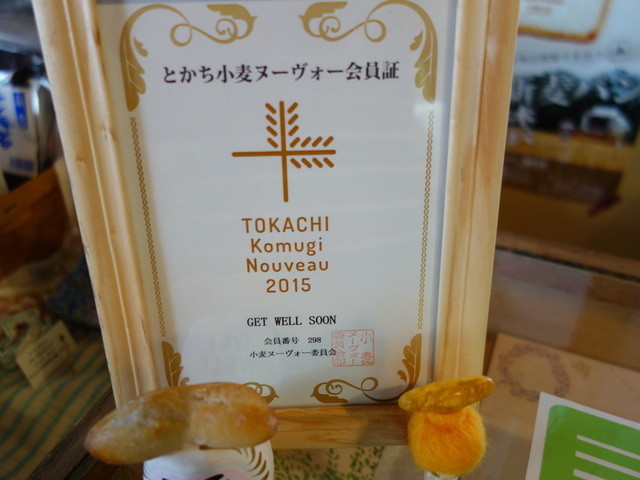 とかち小麦ヌーヴォー会員証
TOKACHI
Komugi
Nouveau
2015
GET WELL SOON
会員番号 298
小麦ヌーヴォー委員会